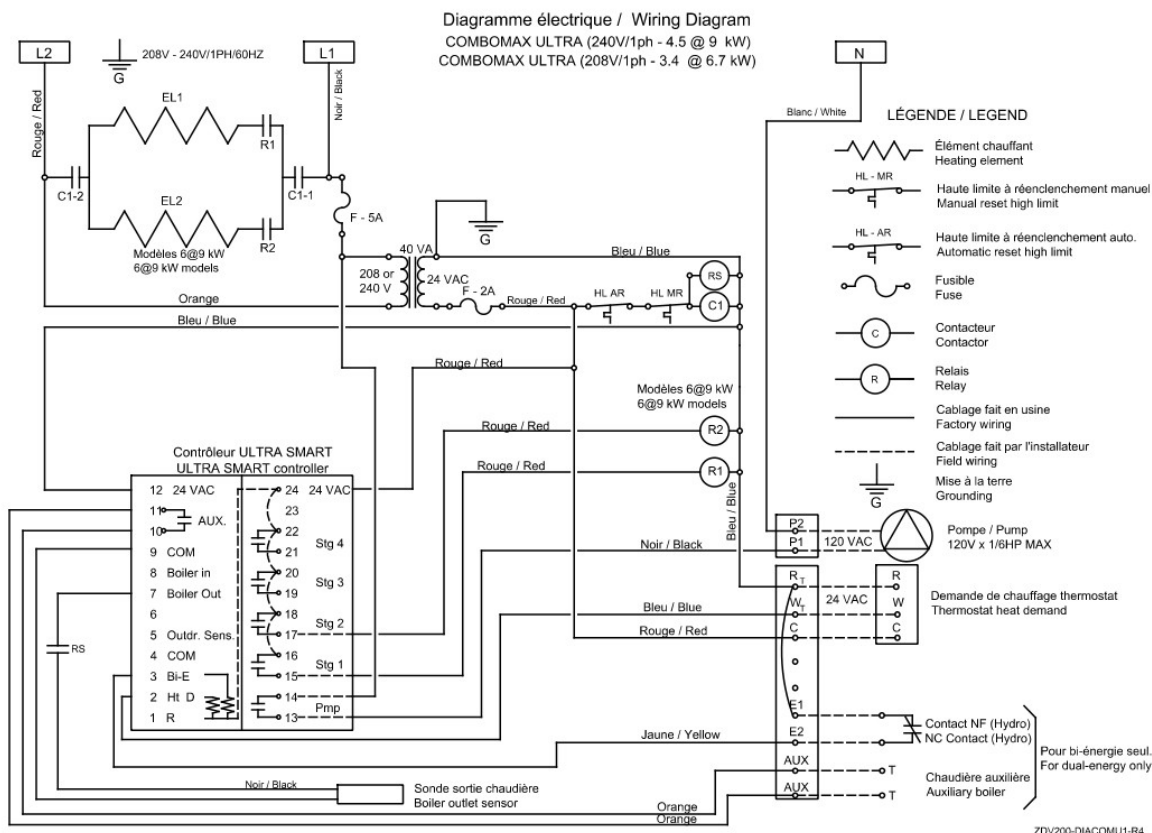 Diagramme électrique / Wiring Diagram
COMBOMAX ULTRA (240V/1ph - 4.5 @ 9 kW)
COMBOMAX ULTRA (208V/1ph - 3.4 @ 6.7 kW)
L2
G
208V - 240V/1PH/60HZ
L1
N
Rouge / Red
Noir / Black
Blanc / White
EL1
R1
C1-2
C1-1
EL2
R2
Modèles 6@9 kW
6@9 kW models
F - 5A
G
40 VA
208 or
240 V
24 VAC
F - 2A
Bleu / Blue
Rouge / Red
HL AR
HL MR
RS
C1
Orange
Bleu / Blue
Rouge / Red
Modèles 6@9 kW
6@9 kW models
Rouge / Red
R2
Rouge / Red
R1
Bleu / Blue
LÉGENDE / LEGEND
Élément chauffant
Heating element
HL - MR
Haute limite à réenclenchement manuel
Manual reset high limit
HL - AR
Haute limite à réenclenchement auto.
Automatic reset high limit
Fusible
Fuse
C
Contacteur
Contactor
R
Relais
Relay
Cablage fait en usine
Factory wiring
Cablage fait par l'installateur
Field wiring
G
Mise à la terre
Grounding
Contrôleur ULTRA SMART
ULTRA SMART controller
12 24 VAC
11
AUX.
10
9 COM
8 Boiler in
7 Boiler Out
6
5 Outdr. Sens.
4 COM
3 Bi-E
2 Ht D
1 R
24 24 VAC
23
22
Stg 4
21
20
Stg 3
19
18
Stg 2
17
16
Stg 1
15
14
Pmp
13
RS
Noir / Black
P2
P1
120 VAC
Pompe / Pump
120V x 1/6HP MAX
Bleu / Blue
Rouge / Red
RT
WT
C
24 VAC
R
W
C
Demande de chauffage thermostat
Thermostat heat demand
E1
E2
AUX
AUX
Jaune / Yellow
Contact NF (Hydro)
NC Contact (Hydro)
T
T
Chaudière auxilière
Auxiliary boiler
Pour bi-énergie seul.
For dual-energy only
Noir / Black
Sonde sortie chaudière
Boiler outlet sensor
Orange
Orange
ZDV200-DIACOMU1-R4